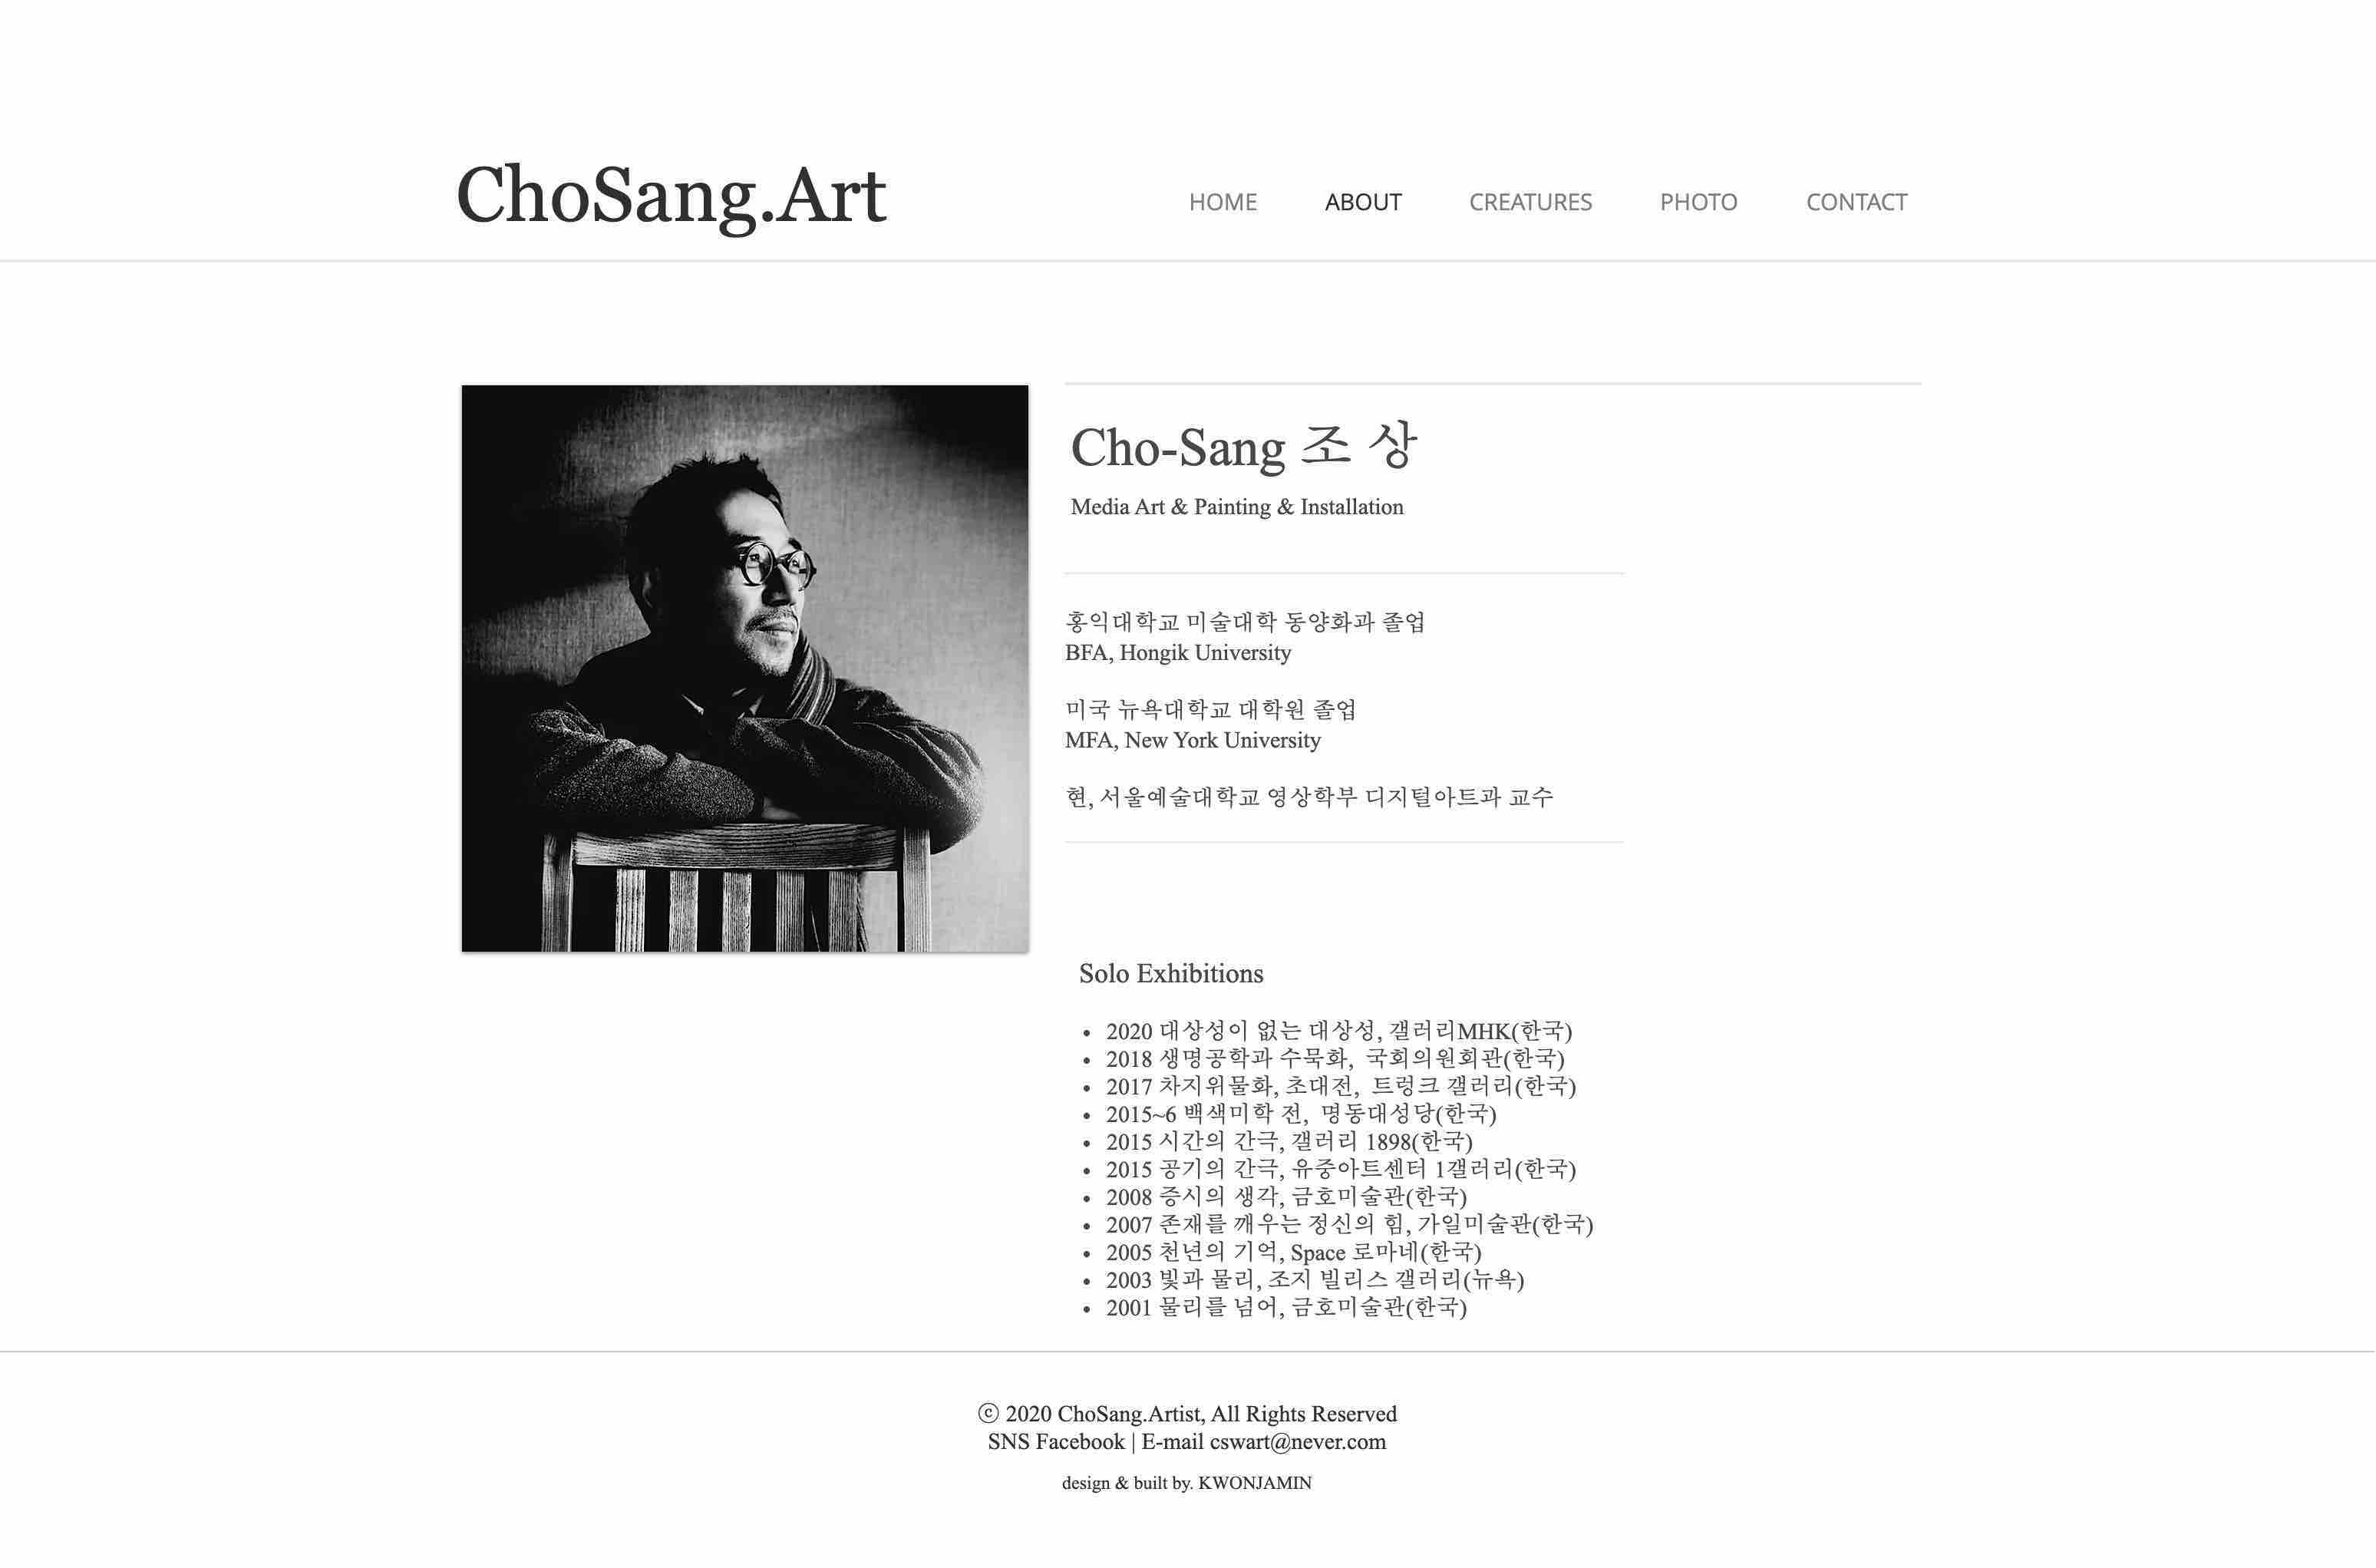 ChoSang.Art
HOME ABOUT CREATURES PHOTO CONTACT
Cho-Sang 조 상
Media Art & Painting & Installation
홍익대학교 미술대학 동양화과 졸업
BFA, Hongik University
미국 뉴욕대학교 대학원 졸업
MFA, New York University
현, 서울예술대학교 영상학부 디지털아트과 교수
Solo Exhibitions
• 2020 대상성이 없는 대상성, 갤러리MHK(한국)
• 2018 생명공학과 수묵화, 국회의원회관(한국)
• 2017 차지위물화, 초대전, 트렁크 갤러리(한국)
• 2015~6 백색미학 전, 명동대성당(한국)
• 2015 시간의 간극, 갤러리 1898(한국)
• 2015 공기의 간극, 유중아트센터 1갤러리(한국)
• 2008 증시의 생각, 금호미술관(한국)
• 2007 존재를 깨우는 정신의 힘, 가일미술관(한국)
• 2005 천년의 기억, Space 로마네(한국)
• 2003 빛과 물리, 조지 빌리스 갤러리(뉴욕)
• 2001 물리를 넘어, 금호미술관(한국)
ⓒ 2020 ChoSang.Artist, All Rights Reserved
SNS Facebook | E-mail cswart@never.com
design & built by. KWONJAMIN